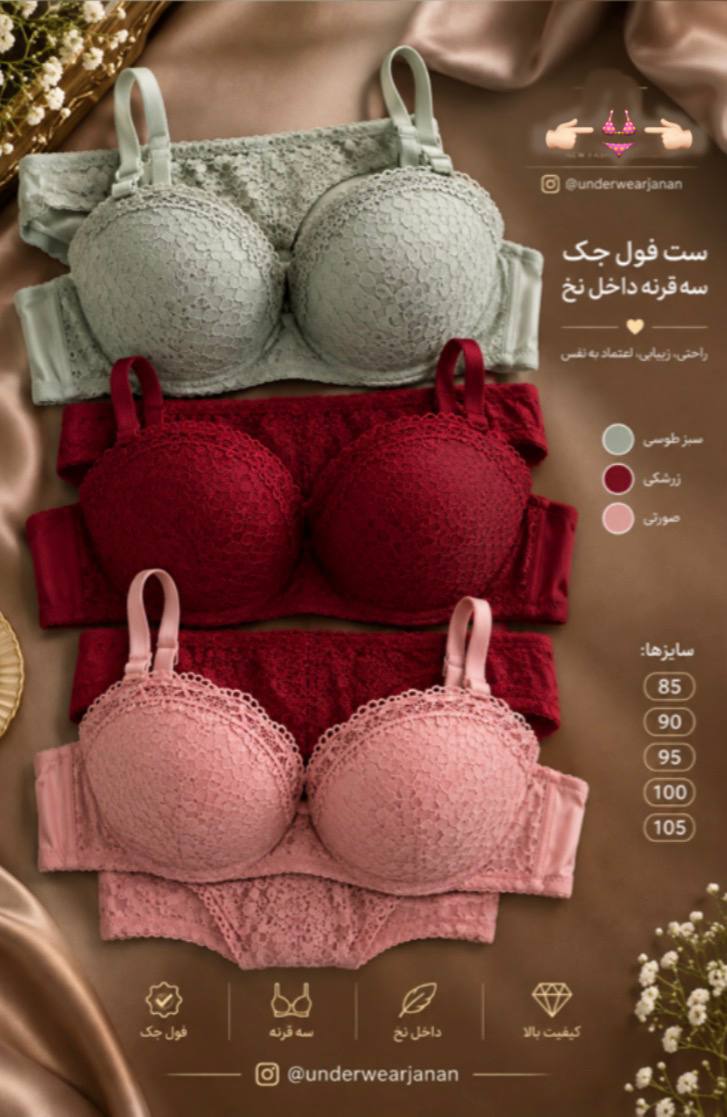 @underwearjanan
ست فول جک
سه قرنه داخل نخ
راحتی، زیبایی، اعتماد به نفس
سبز طوسی
زرشکی
صورتی
سایزها:
85
90
95
100
105
کیفیت بالا
داخل نخ
سه قرنه
فول جک
@underwearjanan